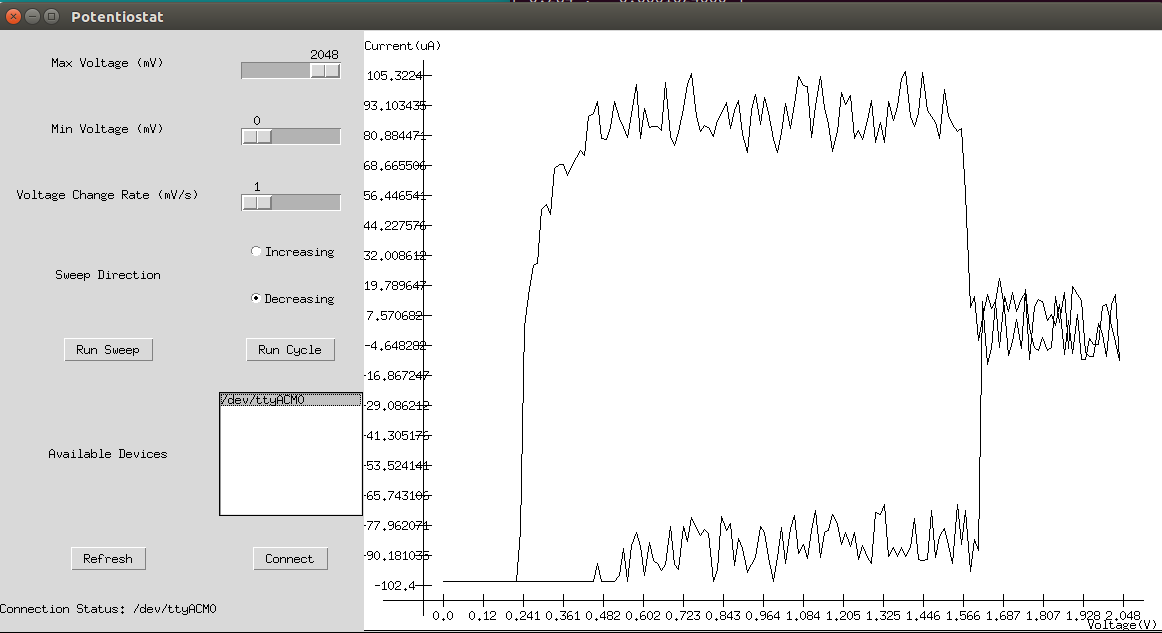 Potentiostat
Max Voltage (mV)
2048
Min Voltage (mV)
0
Voltage Change Rate (mV/s)
1
Sweep Direction
Increasing
Decreasing
Run Sweep
Run Cycle
Available Devices
/dev/ttyACM0
Refresh
Connect
Connection Status: /dev/ttyACM0
Current(uA)
105.3224
93.103435
80.884471
68.665506
56.446541
44.227576
32.008612
19.789647
7.570682
-4.648282
-16.867247
-29.086212
-41.305176
-53.524141
-65.743106
-77.962071
-90.181035
-102.4
0.0 0.12 0.241 0.361 0.482 0.602 0.723 0.843 0.964 1.084 1.205 1.325 1.446 1.566 1.687 1.807 1.928 2.048
Voltage(V)